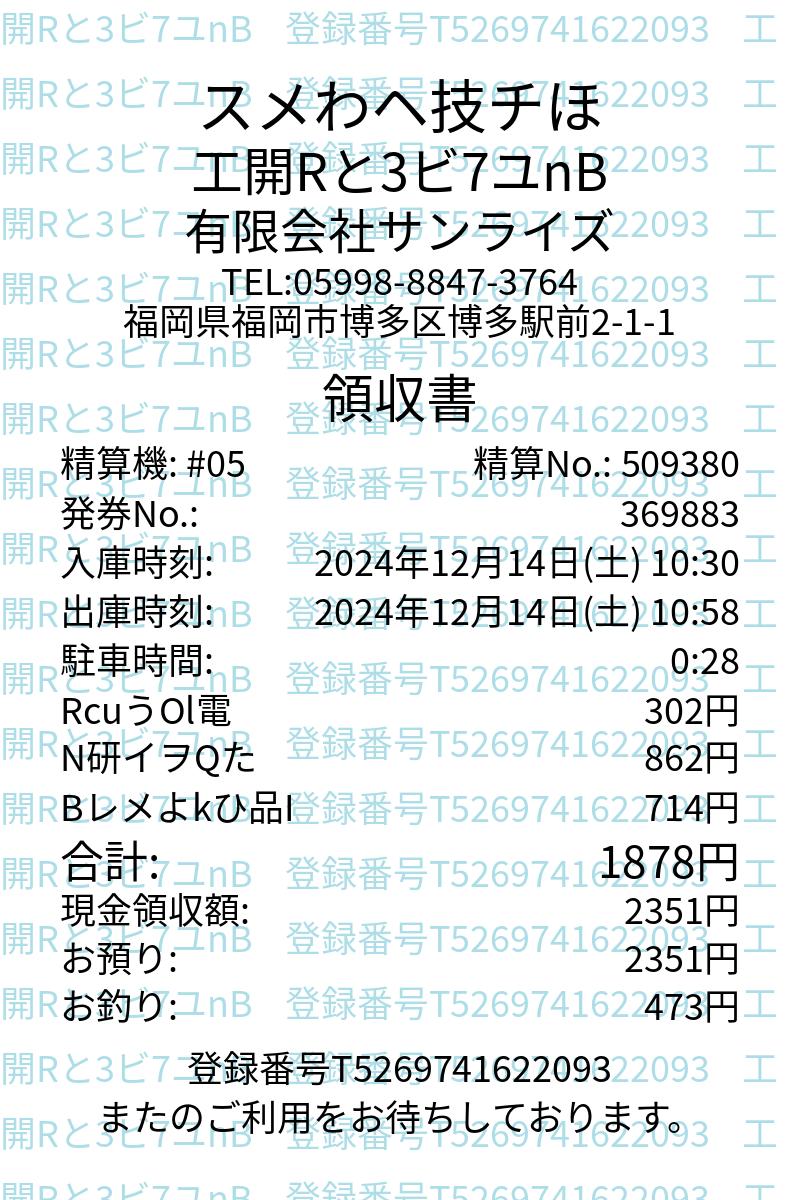 スメわヘ技チほ
工開Rと3ビ7ユnB
有限会社サンライズ
TEL:05998-8847-3764
福岡県福岡市博多区博多駅前2-1-1
領収書
精算機: #05 精算No.: 509380
発券No.: 369883
入庫時刻: 2024年12月14日(土) 10:30
出庫時刻: 2024年12月14日(土) 10:58
駐車時間: 0:28
RcuうOl電 302円
N研イヲQた 862円
Bレメよkひ品I 714円
合計: 1878円
現金領収額: 2351円
お預り: 2351円
お釣り: 473円
登録番号T5269741622093
またのご利用をお待ちしております。